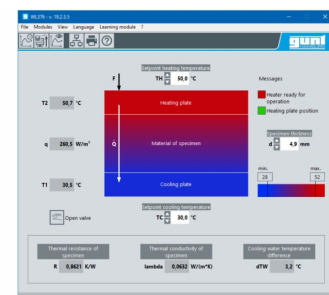 WL376 - v. 19.2.3.5
File Modules View Language Learning module ?
gunt
Setpoint heating temperature
F TH 50,0 °C
Messages
T2 50,7 °C
Heating plate
Heater ready for
operation
Heating plate position
q 260,5 W/m²
Q
Material of specimen
Specimen thickness
d 4,9 mm
min. max.
28 52
T1 30,5 °C
Cooling plate
Setpoint cooling temperature
Open valve
TC 30,0 °C
Thermal resistance of
specimen
R 0,8621 K/W
Thermal conductivity of
specimen
lambda 0,0632 W/(m*K)
Cooling water temperature
difference
dTW 3,2 °C